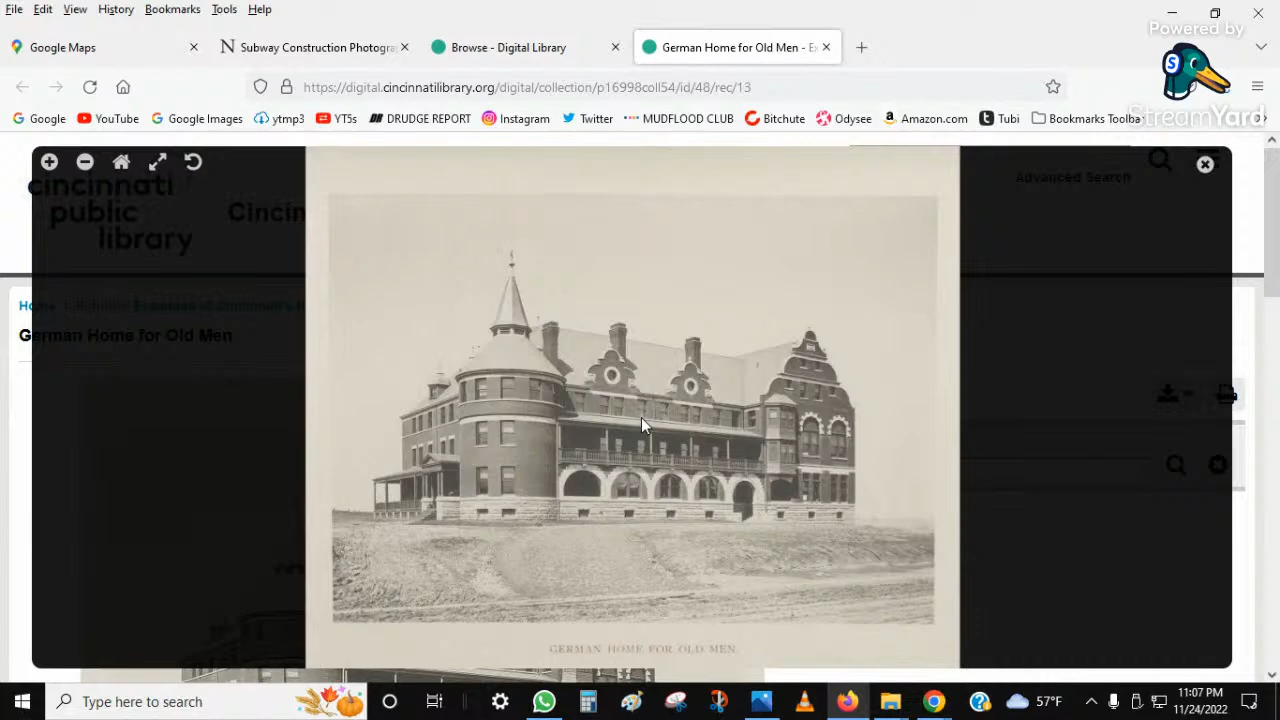 File Edit View History Bookmarks Tools Help
Powered by
Google Maps
Subway Construction Photogra
Browse - Digital Library
German Home for Old Men - E
StreamYard
https://digital.cincinnatilibrary.org/digital/collection/p16998coll54/id/48/rec/13
Google YouTube Google Images ytmp3 YT5s DRUDGE REPORT Instagram Twitter MUDFLOOD CLUB Bitchute Odysee Amazon.com Tubi Bookmarks Toolba
cincinnati
public
library
Cincin
Advanced Search
Home
German Home for Old Men
GERMAN HOME FOR OLD MEN.
Type here to search
57°F
11:07 PM
11/24/2022